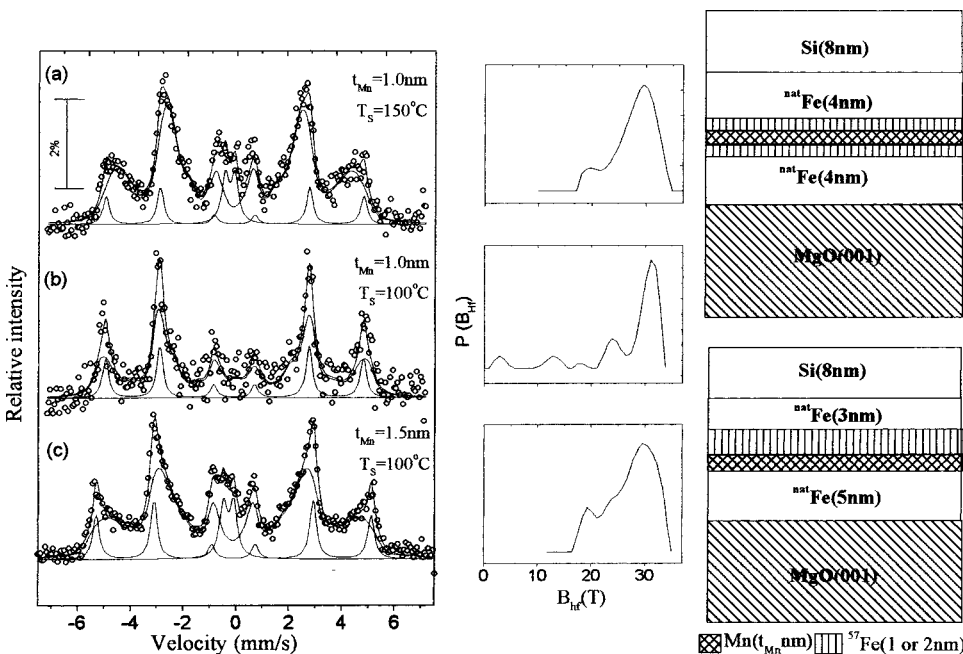 (a)
t_Mn=1.0nm
T_S=150°C
2%
(b)
t_Mn=1.0nm
T_S=100°C
(c)
t_Mn=1.5nm
T_S=100°C
Relative intensity
-6 -4 -2 0 2 4 6
Velocity (mm/s)
P (B_Hf)
0 10 20 30
B_hf(T)
Si(8nm)
natFe(4nm)
natFe(4nm)
MgO(001)
Si(8nm)
natFe(3nm)
natFe(5nm)
MgO(001)
Mn(t_Mn nm) 57Fe(1 or 2nm)